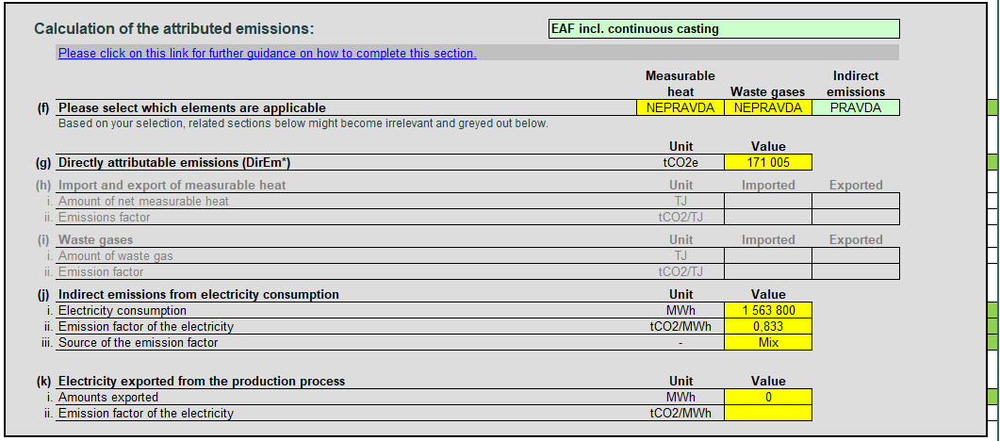 Calculation of the attributed emissions: EAF incl. continuous casting
Please click on this link for further guidance on how to complete this section.
Measurable heat Waste gases Indirect emissions
(f) Please select which elements are applicable NEPRAVDA NEPRAVDA PRAVDA
Based on your selection, related sections below might become irrelevant and greyed out below.
Unit Value
(g) Directly attributable emissions (DirEm*) tCO2e 171 005
(h) Import and export of measurable heat Unit Imported Exported
i. Amount of net measurable heat TJ
ii. Emissions factor tCO2/TJ
(i) Waste gases Unit Imported Exported
i. Amount of waste gas TJ
ii. Emission factor tCO2/TJ
(j) Indirect emissions from electricity consumption Unit Value
i. Electricity consumption MWh 1 563 800
ii. Emission factor of the electricity tCO2/MWh 0,833
iii. Source of the emission factor - Mix
(k) Electricity exported from the production process Unit Value
i. Amounts exported MWh 0
ii. Emission factor of the electricity tCO2/MWh